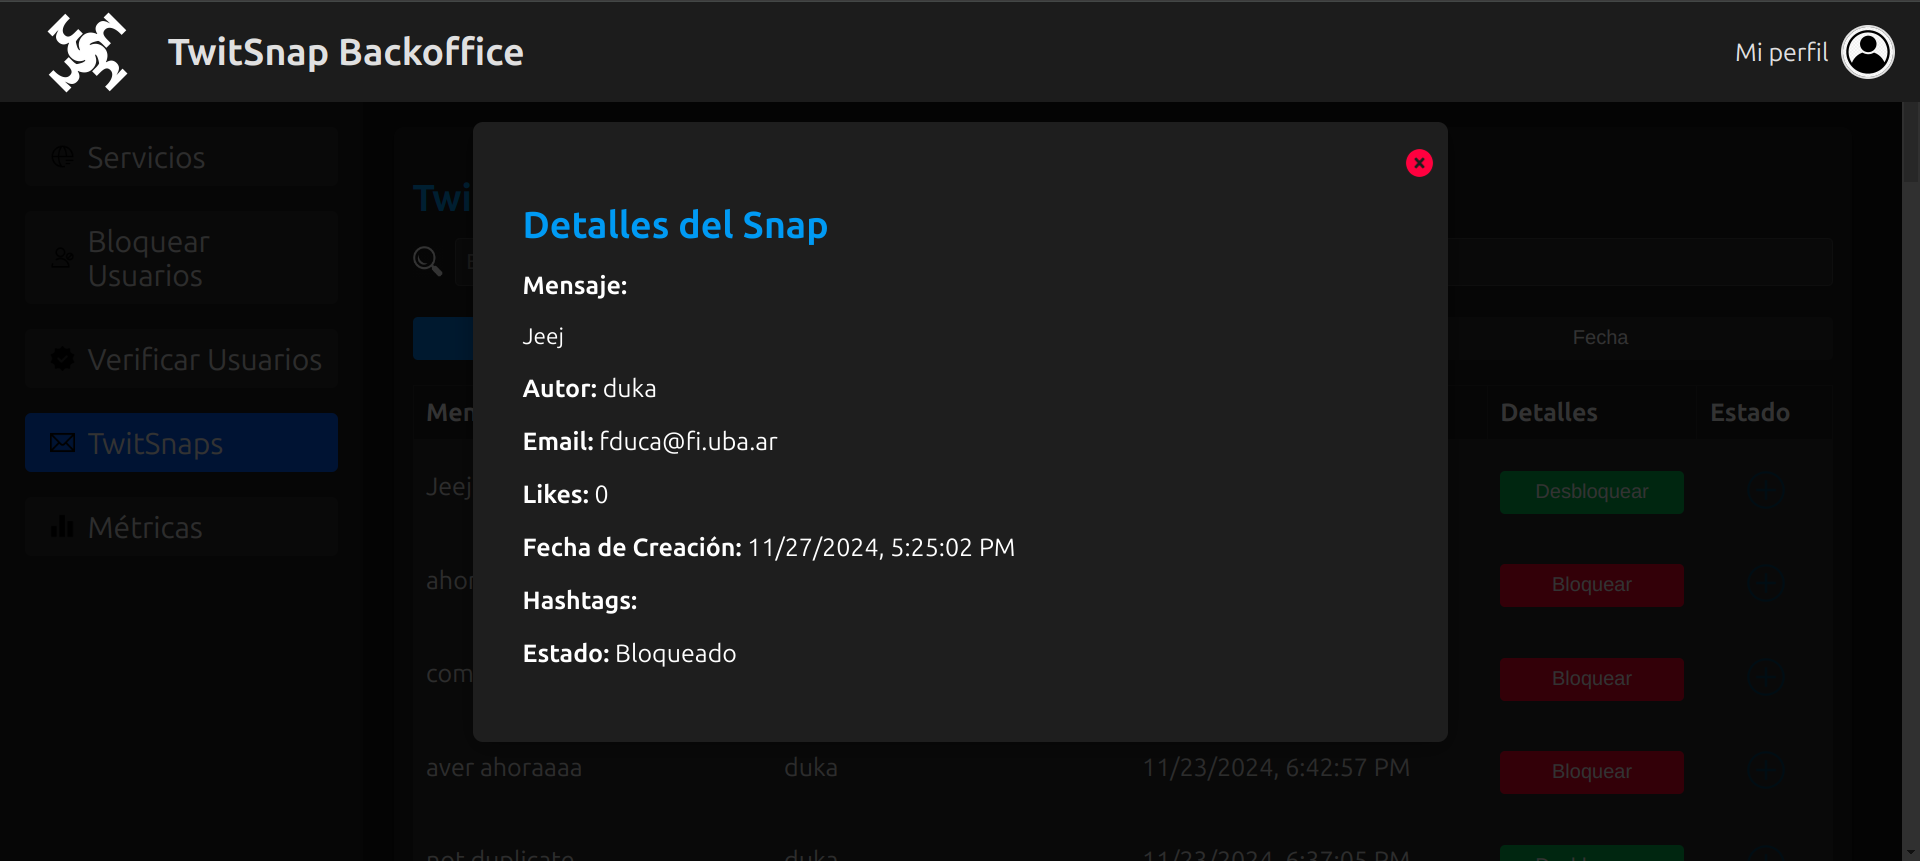 TwitSnap Backoffice
Mi perfil
Servicios
Bloquear
Usuarios
Verificar Usuarios
TwitSnaps
Métricas
Twi
Fecha
Men
Detalles
Estado
Jeej
Desbloquear
ahor
Bloquear
com
Bloquear
aver ahoraaaa
duka
11/23/2024, 6:42:57 PM
Bloquear
not duplicate
duka
11/23/2024, 6:37:05 PM
Desbloquear
Detalles del Snap
Mensaje:
Jeej
Autor: duka
Email: fduca@fi.uba.ar
Likes: 0
Fecha de Creación: 11/27/2024, 5:25:02 PM
Hashtags:
Estado: Bloqueado